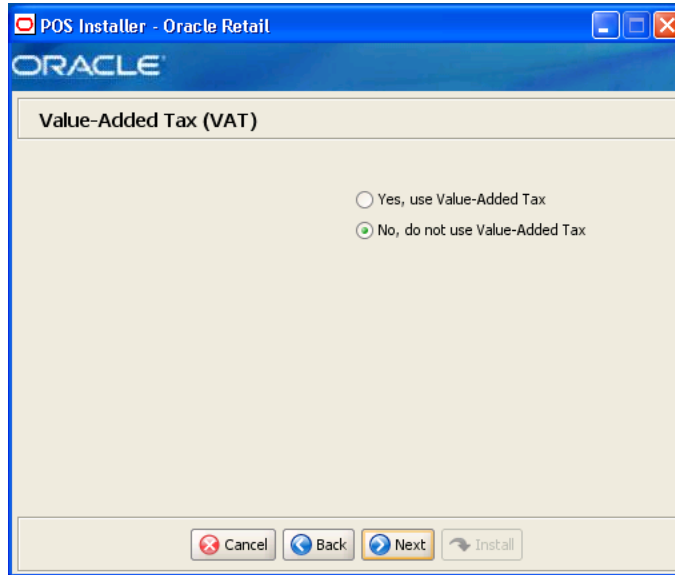 POS Installer - Oracle Retail
ORACLE
Value-Added Tax (VAT)
Yes, use Value-Added Tax
No, do not use Value-Added Tax
Cancel Back Next Install